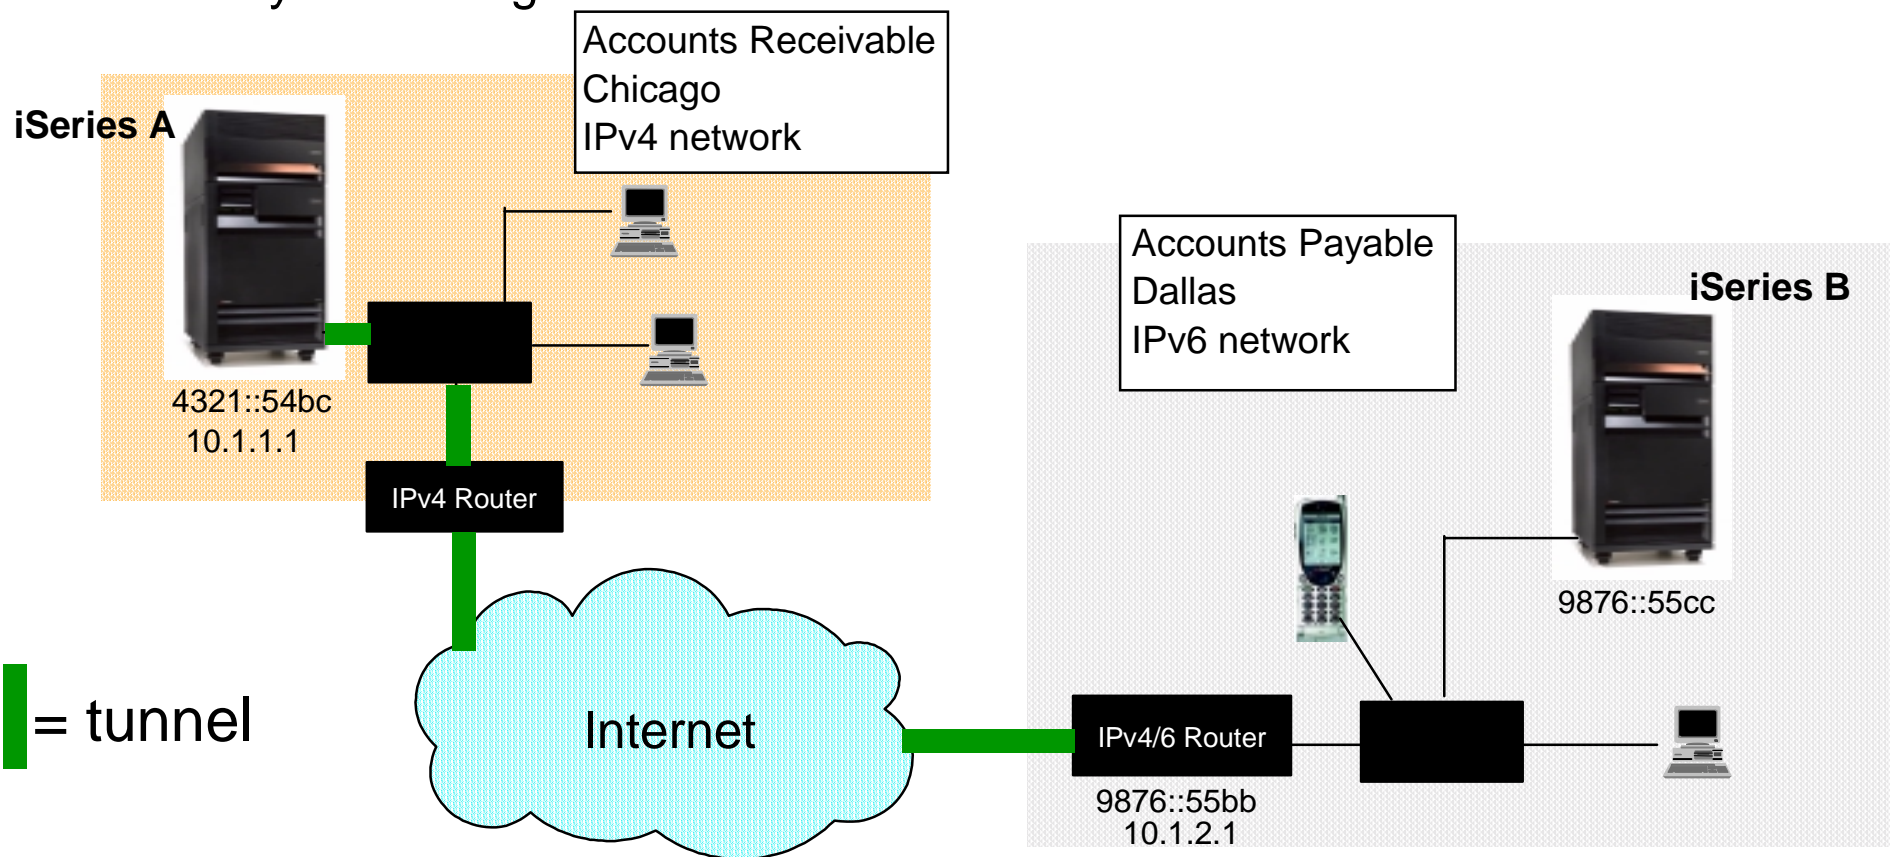 Accounts Receivable
Chicago
IPv4 network
iSeries A
4321::54bc
10.1.1.1
IPv4 Router
Accounts Payable
Dallas
IPv6 network
iSeries B
9876::55cc
= tunnel
Internet
IPv4/6 Router
9876::55bb
10.1.2.1